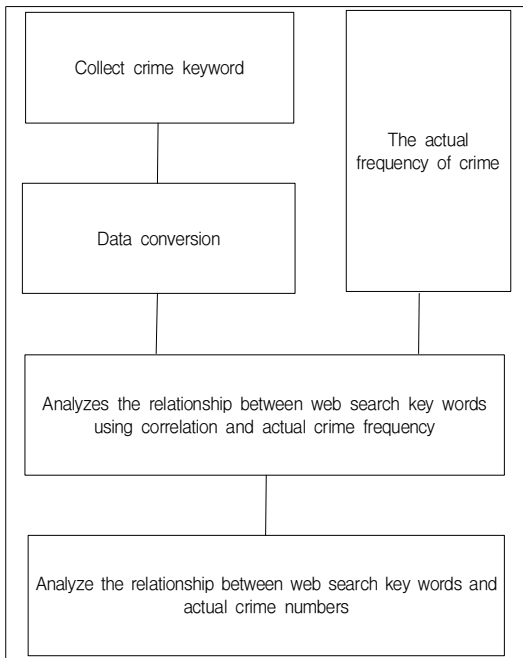 Collect crime keyword
The actual
frequency of crime
Data conversion
Analyzes the relationship between web search key words
using correlation and actual crime frequency
Analyze the relationship between web search key words and
actual crime numbers